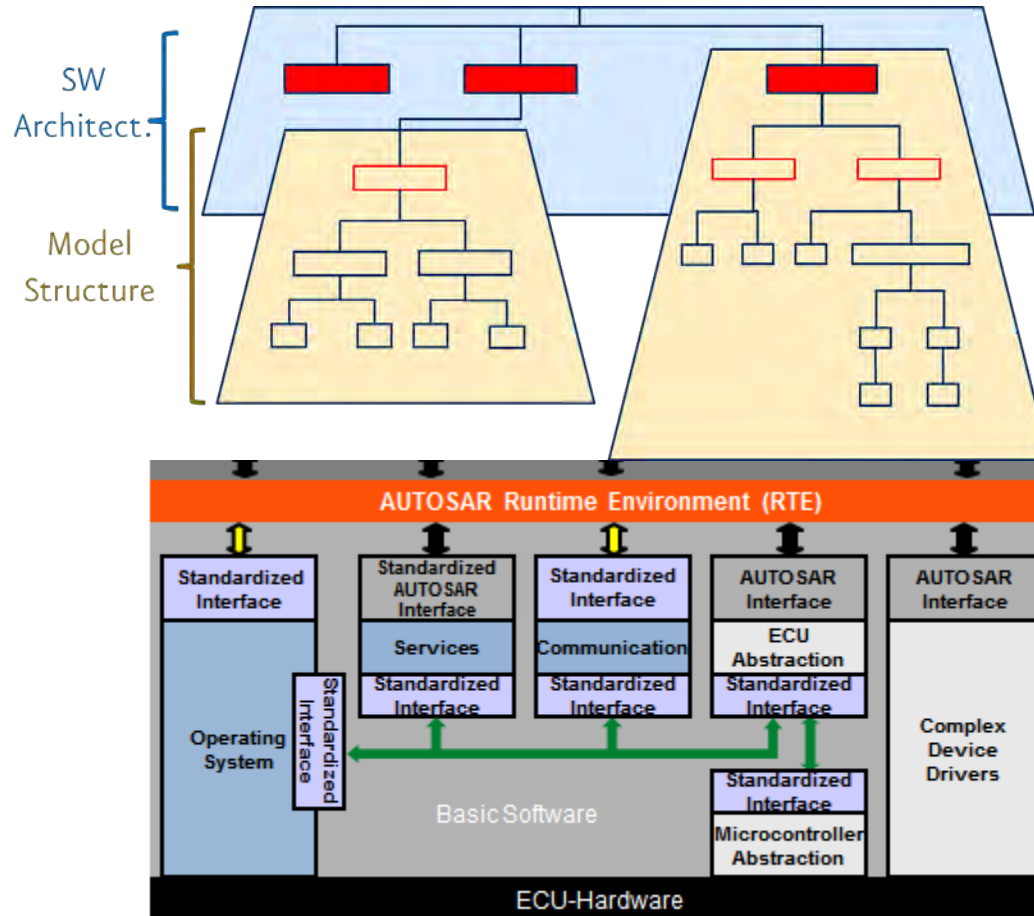 SW
Architect.
Model
Structure
AUTOSAR Runtime Environment (RTE)
Standardized
Interface
Standardized
AUTOSAR
Interface
Standardized
Interface
AUTOSAR
Interface
AUTOSAR
Interface
Services
Communication
ECU
Abstraction
Standardized
Interface
Standardized
Interface
Standardized
Interface
Operating
System
Standardized
Interface
Complex
Device
Drivers
Standardized
Interface
Basic Software
Microcontroller
Abstraction
ECU-Hardware